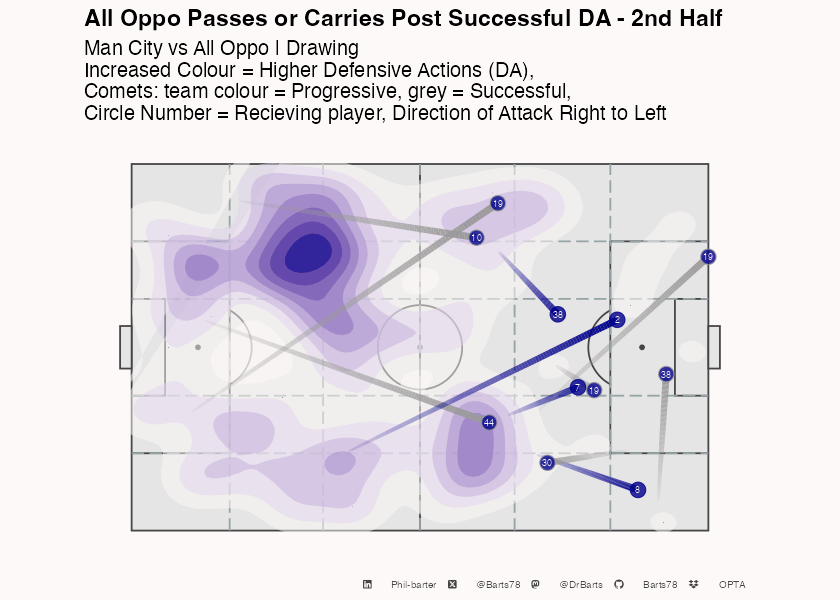 All Oppo Passes or Carries Post Successful DA - 2nd Half
Man City vs All Oppo | Drawing
Increased Colour = Higher Defensive Actions (DA),
Comets: team colour = Progressive, grey = Successful,
Circle Number = Recieving player, Direction of Attack Right to Left
19
10
19
38
2
38
7
19
44
30
8
Phil-barter @Barts78 @DrBarts Barts78 OPTA